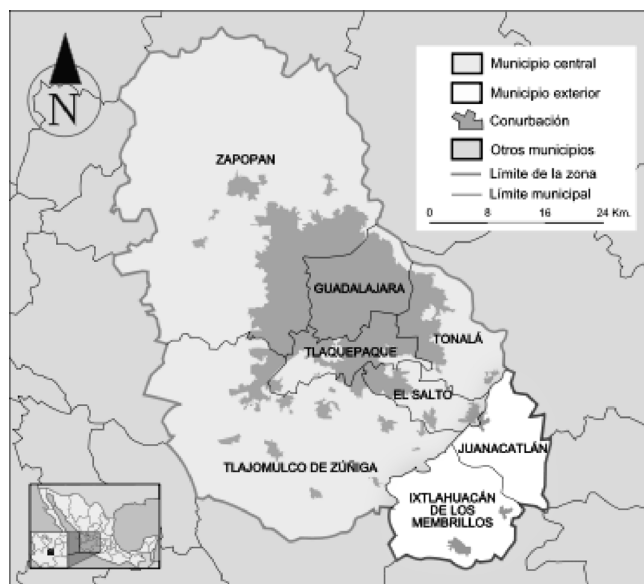 N
Municipio central
Municipio exterior
Conurbación
Otros municipios
Límite de la zona
Límite municipal
0 8 16 24 Km.
ZAPOPAN
GUADALAJARA
TONALÁ
TLAQUEPAQUE
EL SALTO
JUANACATLÁN
TLAJOMULCO DE ZÚÑIGA
IXTLAHUACÁN
DE LOS
MEMBRILLOS